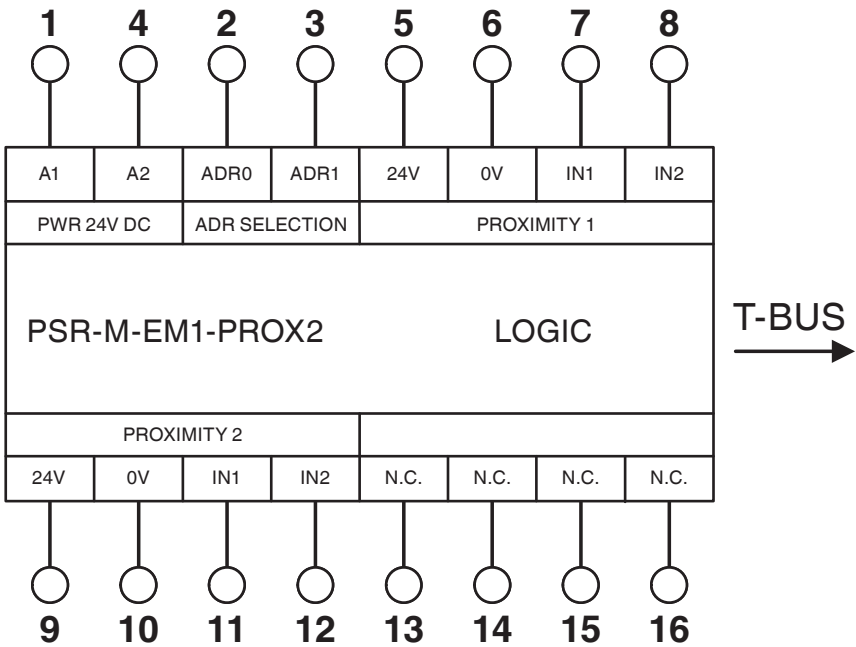 1 4 2 3 5 6 7 8
A1 A2 ADR0 ADR1 24V 0V IN1 IN2
PWR 24V DC ADR SELECTION PROXIMITY 1
PSR-M-EM1-PROX2 LOGIC
T-BUS
PROXIMITY 2
24V 0V IN1 IN2 N.C. N.C. N.C. N.C.
9 10 11 12 13 14 15 16